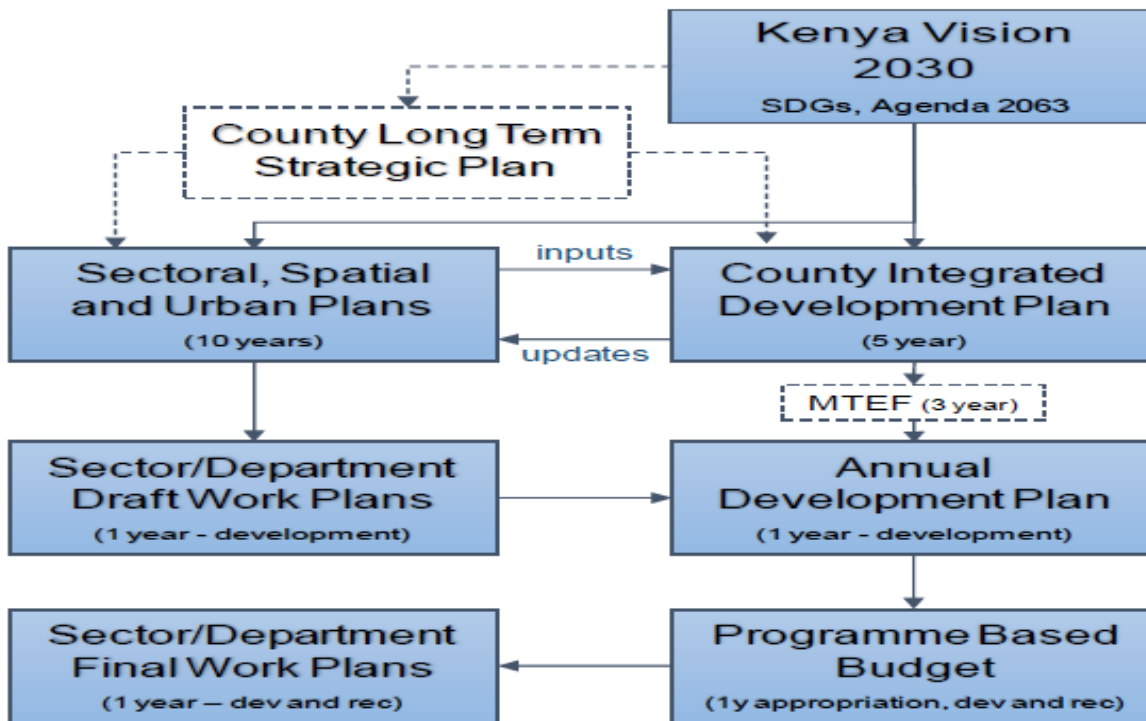 Kenya Vision
2030
SDGs, Agenda 2063
County Long Term
Strategic Plan
Sectoral, Spatial
and Urban Plans
(10 years)
inputs
updates
County Integrated
Development Plan
(5 year)
MTEF (3 year)
Sector/Department
Draft Work Plans
(1 year - development)
Annual
Development Plan
(1 year - development)
Sector/Department
Final Work Plans
(1 year – dev and rec)
Programme Based
Budget
(1y appropriation, dev and rec)